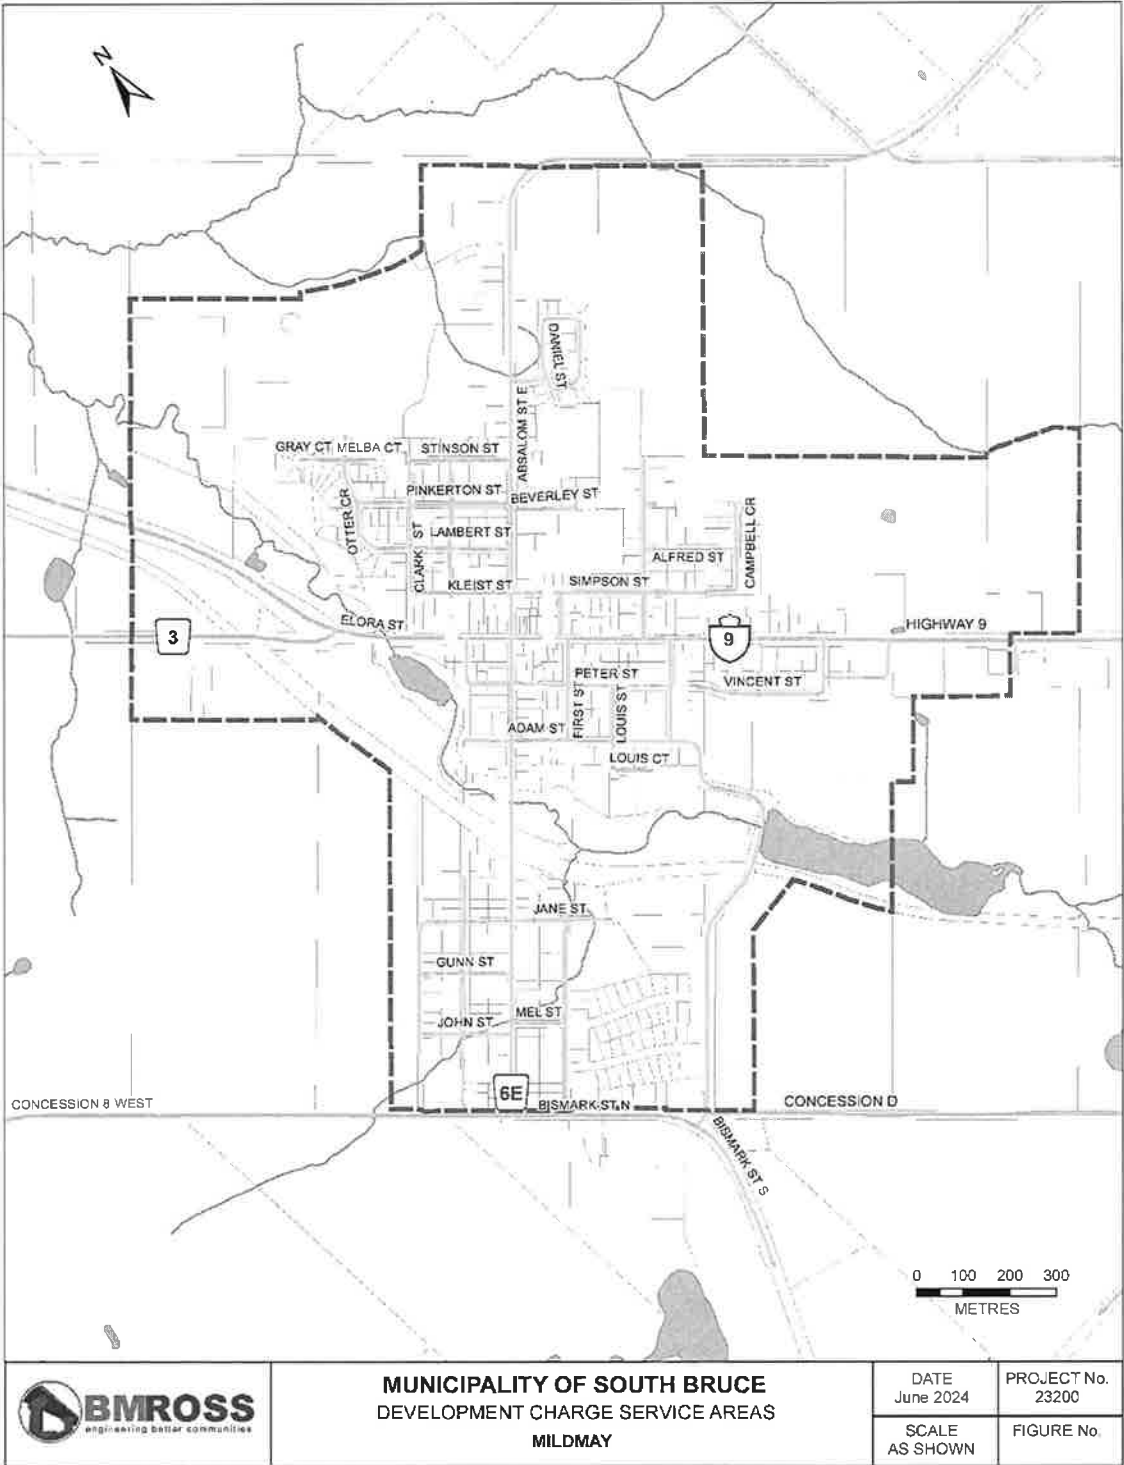 N
DANIEL ST
ABSALOM ST E
GRAY CT
MELBA CT
STINSON ST
PINKERTON ST
BEVERLEY ST
OTTER CR
CLARK ST
LAMBERT ST
CAMPBELL CR
ALFRED ST
KLEIST ST
SIMPSON ST
ELORA ST
HIGHWAY 9
3
9
PETER ST
VINCENT ST
FIRST ST
LOUIS ST
ADAM ST
LOUIS CT
JANE ST
GUNN ST
MEL ST
JOHN ST
6E
CONCESSION 8 WEST
BISMARK ST N
CONCESSION D
BISMARK ST S
0 100 200 300
METRES
BMROSS
engineering better communities
MUNICIPALITY OF SOUTH BRUCE
DEVELOPMENT CHARGE SERVICE AREAS
MILDMAY
DATE
June 2024
PROJECT No.
23200
SCALE
AS SHOWN
FIGURE No.